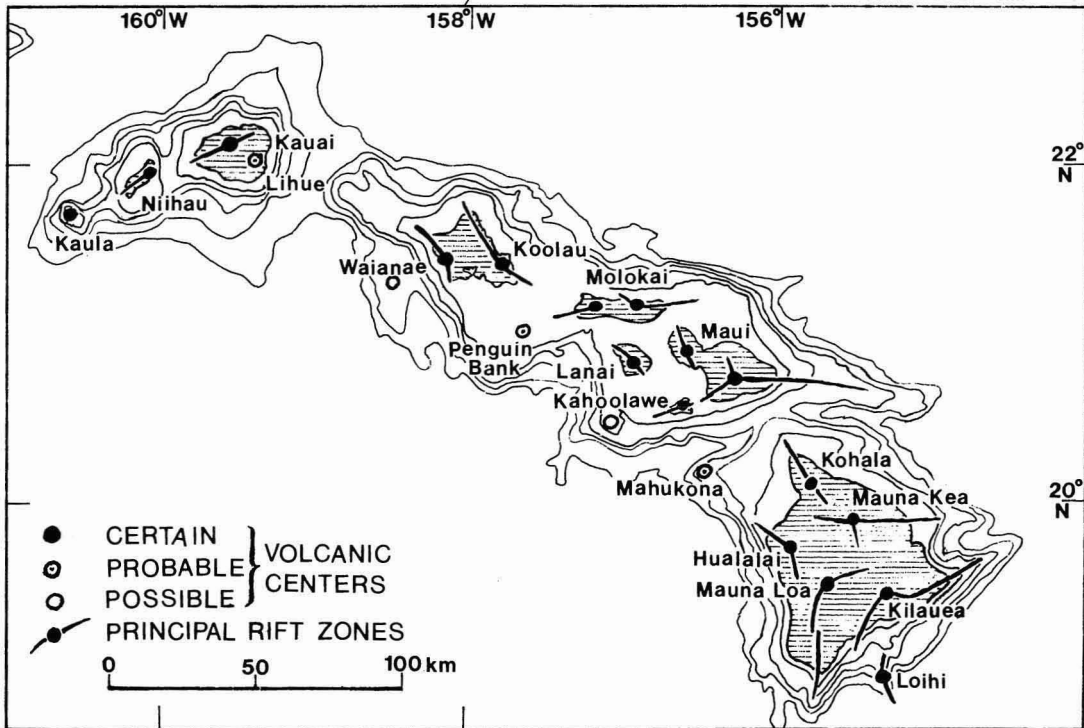 160°W
158°W
156°W
Kauai
22°
N
Lihue
Niihau
Kaula
Koolau
Waianae
Molokai
Maui
Penguin
Bank
Lanai
Kahoolawe
Kohala
Mahukona
Mauna Kea
20°
N
Hualalai
Mauna Loa
Kilauea
Loihi
CERTAIN
PROBABLE
POSSIBLE
VOLCANIC
CENTERS
PRINCIPAL RIFT ZONES
0 50 100 km